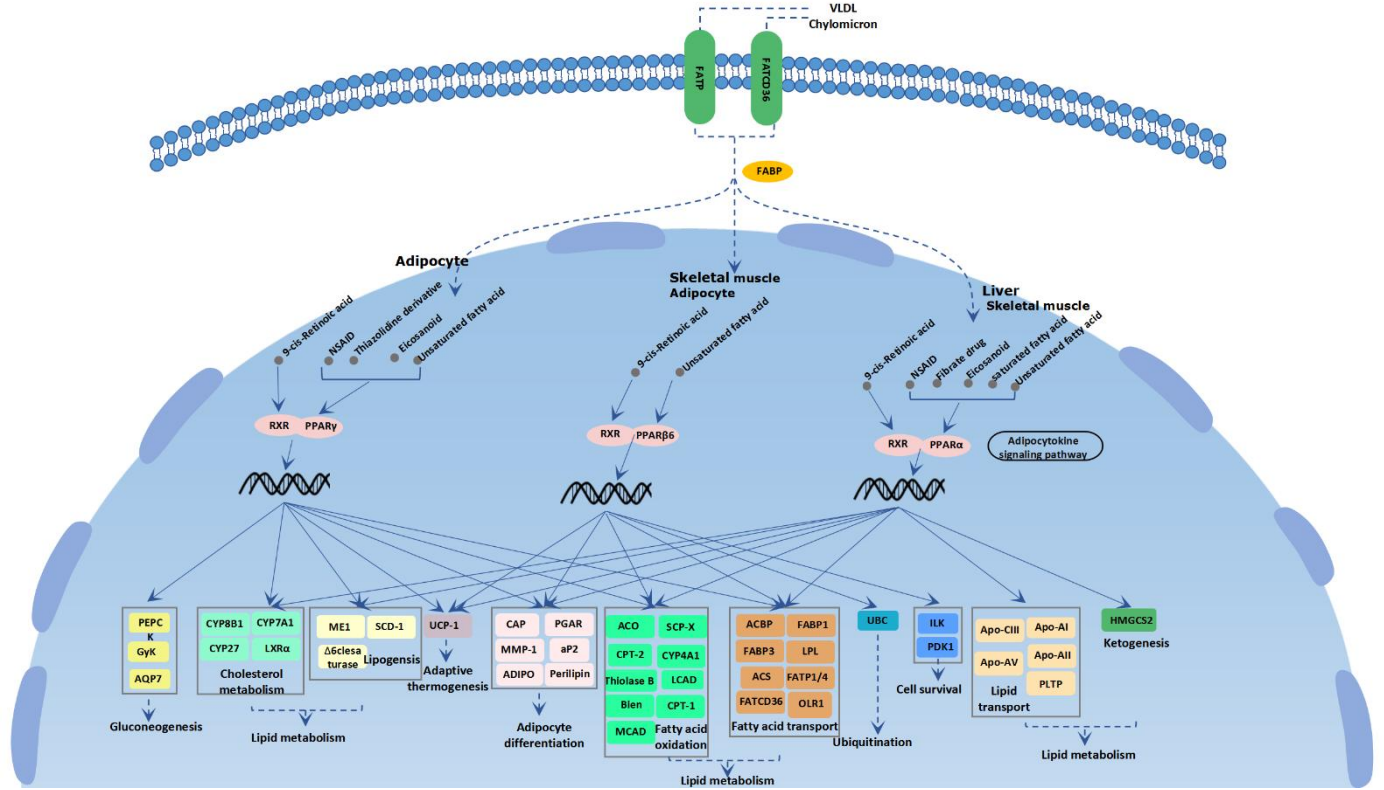 VLDL
Chylomicron
FATP
FATCD36
FABP
Adipocyte
Skeletal muscle
Adipocyte
Liver
Skeletal muscle
9-cis-Retinoic acid
NSAID
Thiazolidine derivative
Eicosanoid
Unsaturated fatty acid
9-cis-Retinoic acid
Unsaturated fatty acid
9-cis-Retinoic acid
NSAID
Fibrate drug
Eicosanoid
saturated fatty acid
Unsaturated fatty acid
RXR
PPARγ
RXR
PPARβ6
RXR
PPARα
Adipocytokine
signaling pathway
PEPC
K
GyK
AQP7
Gluconeogenesis
CYP8B1
CYP7A1
CYP27
LXRα
Cholesterol
metabolism
ME1
SCD-1
Δ6clesa
turase
Lipogensis
Lipid metabolism
UCP-1
Adaptive
thermogenesis
CAP
PGAR
MMP-1
aP2
ADIPO
Perilipin
Adipocyte
differentiation
ACO
SCP-X
CPT-2
CYP4A1
Thiolase B
LCAD
Blen
CPT-1
MCAD
Fatty acid
oxidation
ACBP
FABP1
FABP3
LPL
ACS
FATP1/4
FATCD36
OLR1
Fatty acid transport
Lipid metabolism
UBC
Ubiquitination
ILK
PDK1
Cell survival
Apo-CIII
Apo-AI
Apo-AV
Apo-AII
PLTP
Lipid
transport
HMGCS2
Ketogenesis
Lipid metabolism